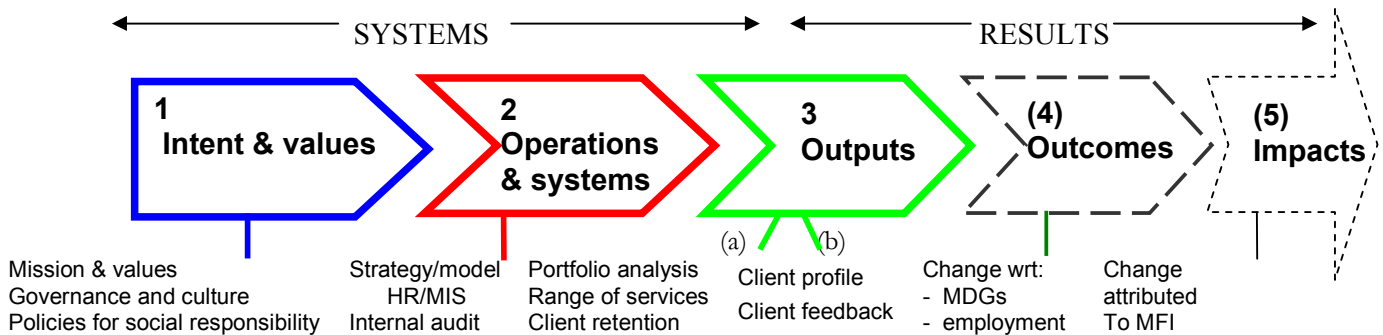 SYSTEMS
RESULTS
1
Intent & values
2
Operations
& systems
3
Outputs
(4)
Outcomes
(5)
Impacts
Mission & values
Governance and culture
Policies for social responsibility
Strategy/model
HR/MIS
Internal audit
Portfolio analysis
Range of services
Client retention
(a)
(b)
Client profile
Client feedback
Change wrt:
- MDGs
- employment
Change
attributed
To MFI